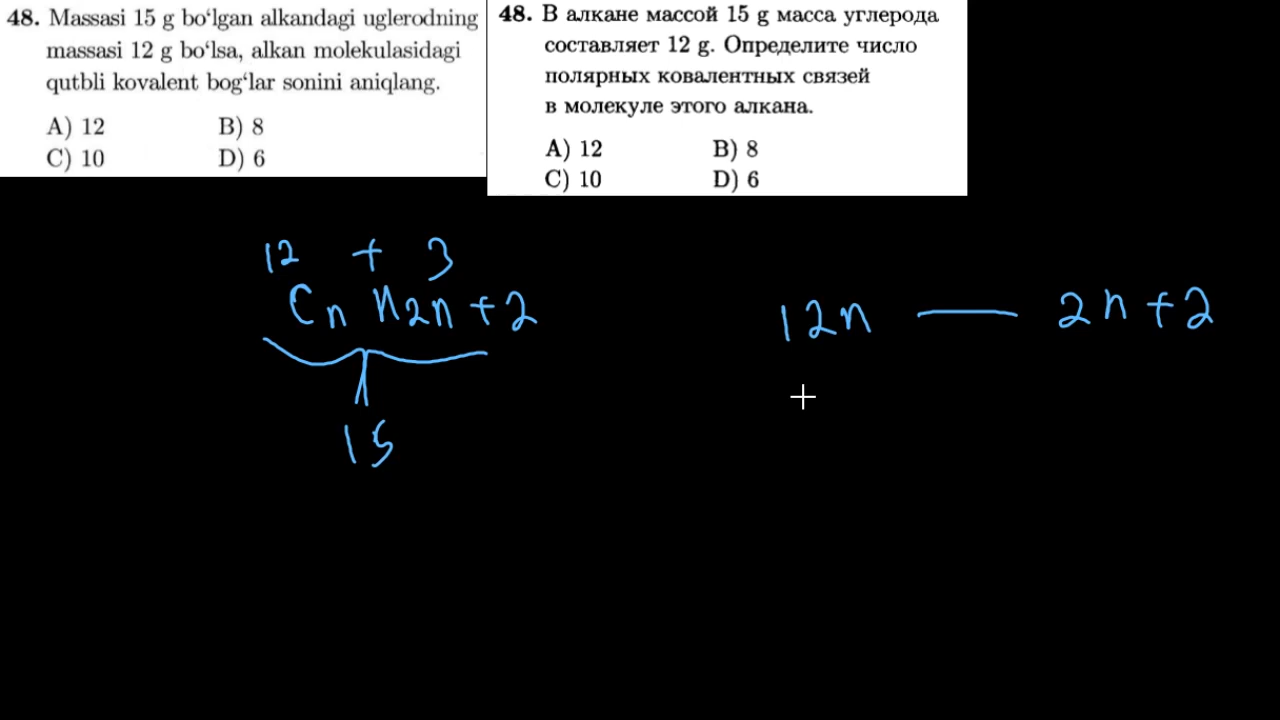 48. Massasi 15 g bo‘lgan alkandagi uglerodning
massasi 12 g bo‘lsa, alkan molekulasidagi
qutbli kovalent bog‘lar sonini aniqlang.
A) 12 B) 8
C) 10 D) 6
48. В алкане массой 15 g масса углерода
составляет 12 g. Определите число
полярных ковалентных связей
в молекуле этого алкана.
A) 12 B) 8
C) 10 D) 6
12 + 3
CnH2n+2
15
12n — 2n+2